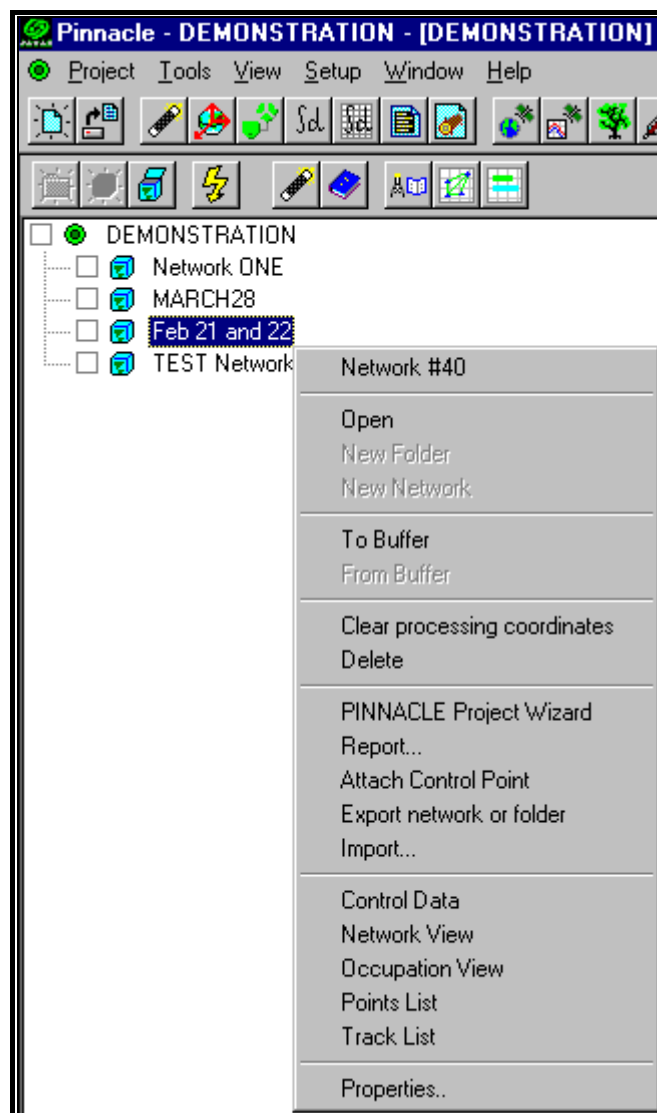 Pinnacle - DEMONSTRATION - [DEMONSTRATION]
Project Tools View Setup Window Help
DEMONSTRATION
Network ONE
MARCH28
Feb 21 and 22
TEST Network
Network #40
Open
New Folder
New Network
To Buffer
From Buffer
Clear processing coordinates
Delete
PINNACLE Project Wizard
Report...
Attach Control Point
Export network or folder
Import...
Control Data
Network View
Occupation View
Points List
Track List
Properties..